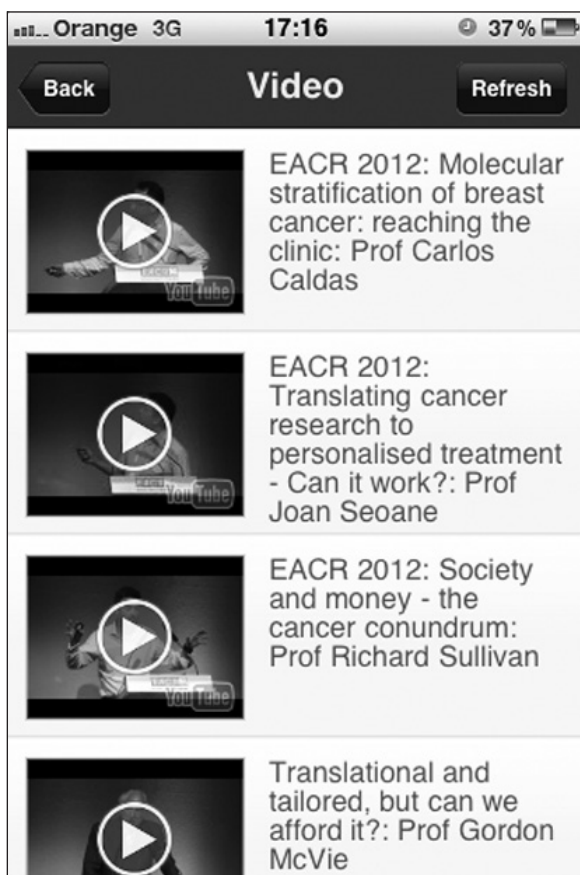 Orange 3G 17:16 37%
Back Video Refresh
EACR 2012: Molecular
stratification of breast
cancer: reaching the
clinic: Prof Carlos
Caldas
YouTube
EACR 2012:
Translating cancer
research to
personalised treatment
- Can it work?: Prof
Joan Seoane
YouTube
EACR 2012: Society
and money - the
cancer conundrum:
Prof Richard Sullivan
YouTube
Translational and
tailored, but can we
afford it?: Prof Gordon
McVie